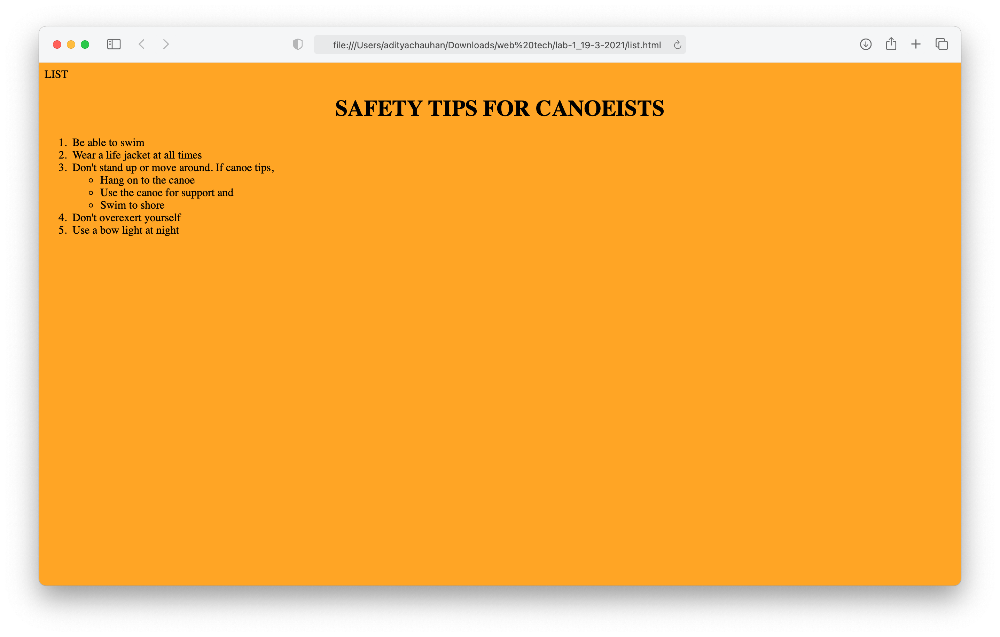 file:///Users/adityachauhan/Downloads/web%20tech/lab-1_19-3-2021/list.html
LIST
SAFETY TIPS FOR CANOEISTS
1. Be able to swim
2. Wear a life jacket at all times
3. Don't stand up or move around. If canoe tips,
Hang on to the canoe
Use the canoe for support and
Swim to shore
4. Don't overexert yourself
5. Use a bow light at night